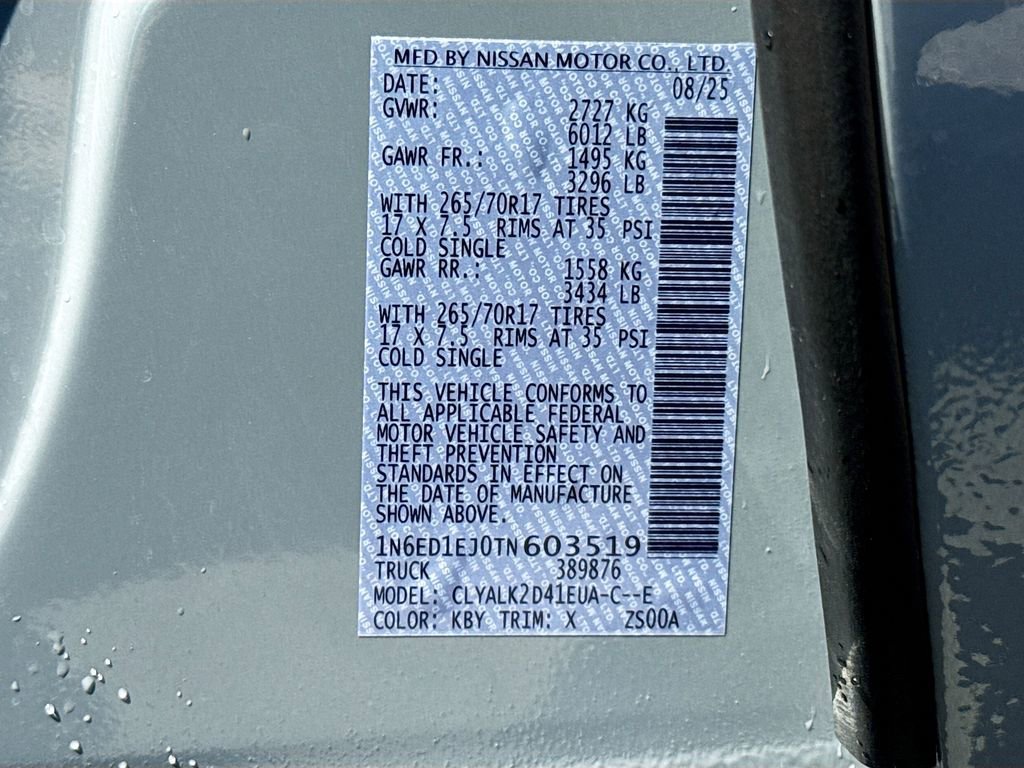 MFD BY NISSAN MOTOR CO., LTD.
DATE: 08/25
GVWR: 2727 KG
6012 LB
GAWR FR.: 1495 KG
3296 LB
WITH 265/70R17 TIRES
17 X 7.5 RIMS AT 35 PSI
COLD SINGLE
GAWR RR.: 1558 KG
3434 LB
WITH 265/70R17 TIRES
17 X 7.5 RIMS AT 35 PSI
COLD SINGLE
THIS VEHICLE CONFORMS TO
ALL APPLICABLE FEDERAL
MOTOR VEHICLE SAFETY AND
THEFT PREVENTION
STANDARDS IN EFFECT ON
THE DATE OF MANUFACTURE
SHOWN ABOVE.
1N6ED1EJ0TN603519
TRUCK 389876
MODEL: CLYALK2D41EUA-C--E
COLOR: KBY TRIM: X ZS00A